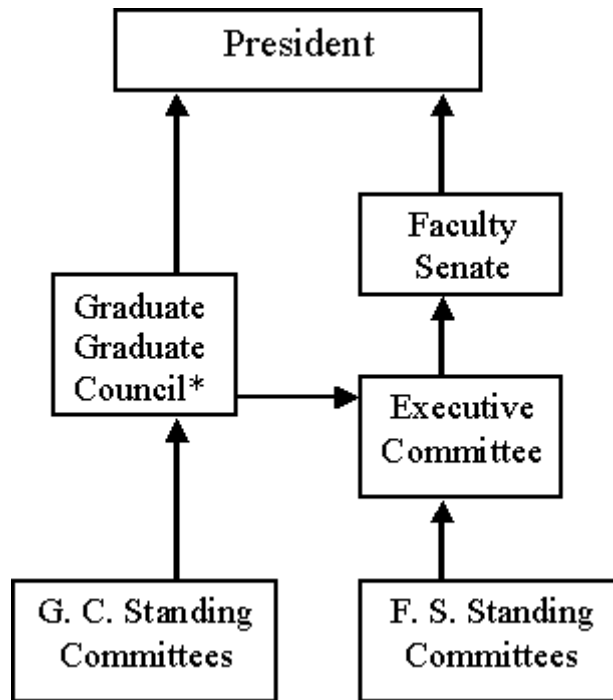 President
Faculty
Senate
Graduate
Graduate
Council*
Executive
Committee
G. C. Standing
Committees
F. S. Standing
Committees